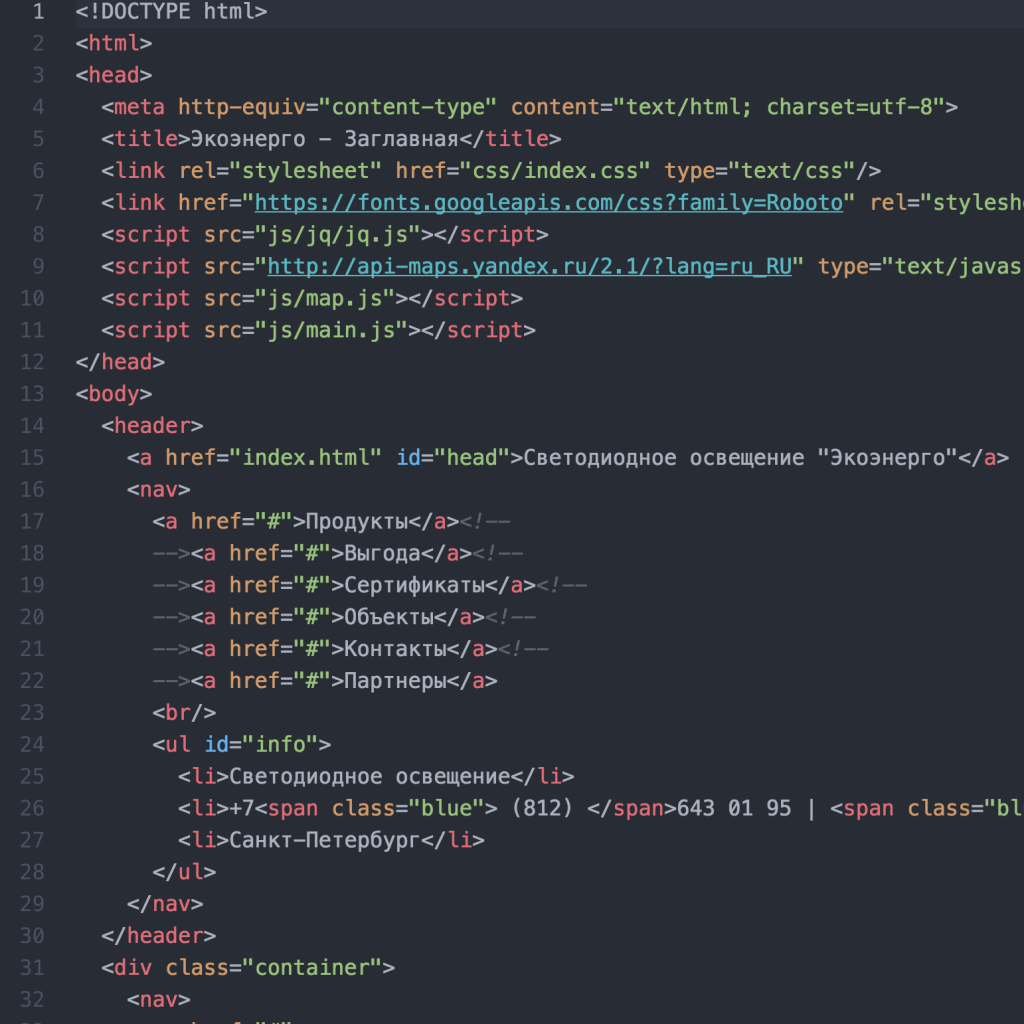 1 <!DOCTYPE html>
2 <html>
3 <head>
4 <meta http-equiv="content-type" content="text/html; charset=utf-8">
5 <title>Экоэнерго - Заглавная</title>
6 <link rel="stylesheet" href="css/index.css" type="text/css"/>
7 <link href="https://fonts.googleapis.com/css?family=Roboto" rel="stylesh
8 <script src="js/jq/jq.js"></script>
9 <script src="http://api-maps.yandex.ru/2.1/?lang=ru_RU" type="text/javas
10 <script src="js/map.js"></script>
11 <script src="js/main.js"></script>
12 </head>
13 <body>
14 <header>
15 <a href="index.html" id="head">Светодиодное освещение "Экоэнерго"</a>
16 <nav>
17 <a href="#">Продукты</a><!--
18 --><a href="#">Выгода</a><!--
19 --><a href="#">Сертификаты</a><!--
20 --><a href="#">Объекты</a><!--
21 --><a href="#">Контакты</a><!--
22 --><a href="#">Партнеры</a>
23 <br/>
24 <ul id="info">
25 <li>Светодиодное освещение</li>
26 <li>+7<span class="blue"> (812) </span>643 01 95 | <span class="bl
27 <li>Санкт-Петербург</li>
28 </ul>
29 </nav>
30 </header>
31 <div class="container">
32 <nav>